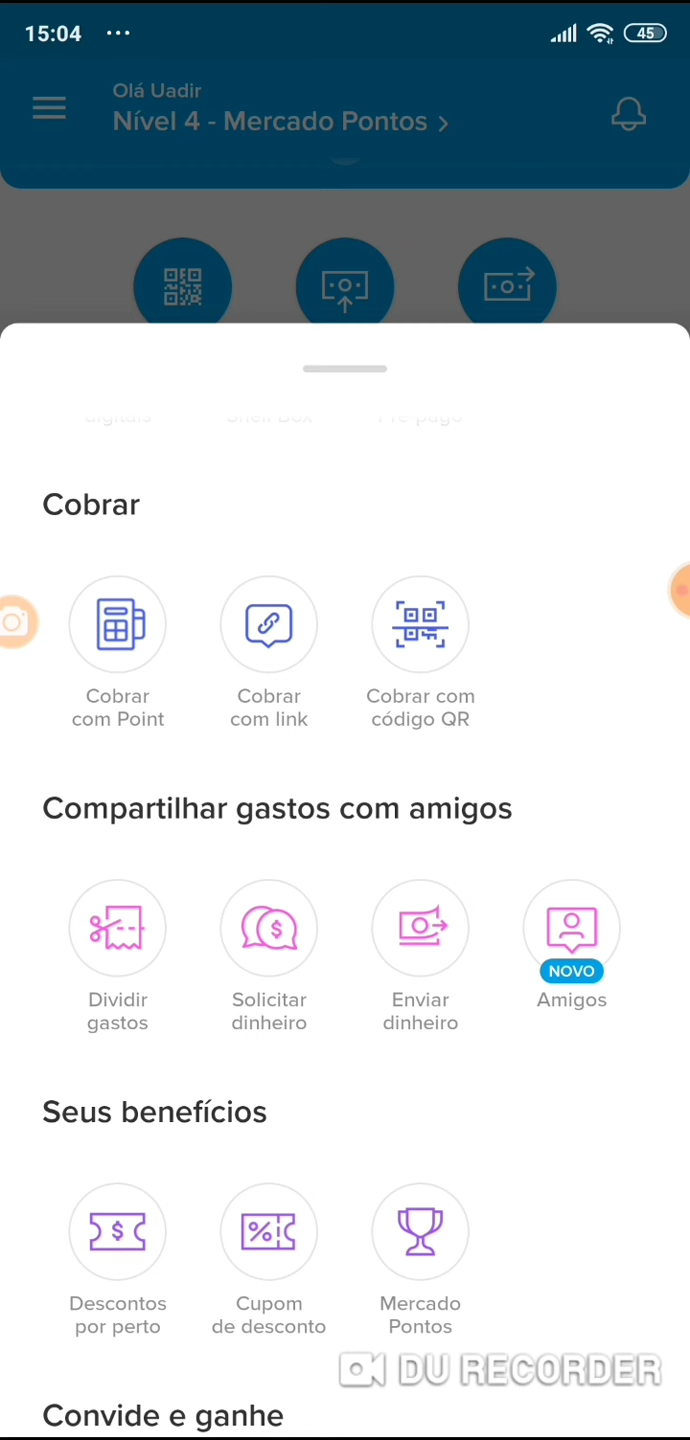 15:04
45
Olá Uadir
Nível 4 - Mercado Pontos
Cobrar
Cobrar com Point
Cobrar com link
Cobrar com código QR
Compartilhar gastos com amigos
NOVO
Dividir gastos
Solicitar dinheiro
Enviar dinheiro
Amigos
Seus benefícios
Descontos por perto
Cupom de desconto
Mercado Pontos
DU RECORDER
Convide e ganhe